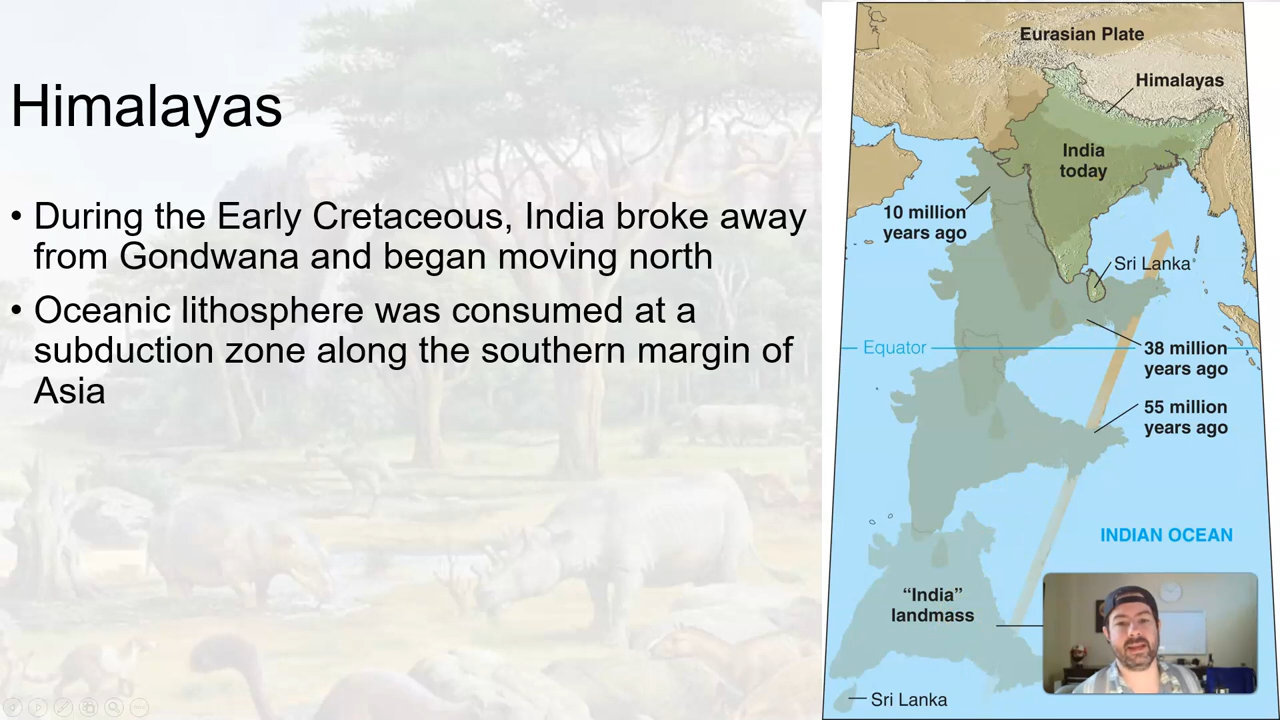 Himalayas
• During the Early Cretaceous, India broke away
from Gondwana and began moving north
• Oceanic lithosphere was consumed at a
subduction zone along the southern margin of
Asia
Eurasian Plate
Himalayas
India
today
10 million
years ago
Sri Lanka
Equator
38 million
years ago
55 million
years ago
INDIAN OCEAN
“India”
landmass
Sri Lanka